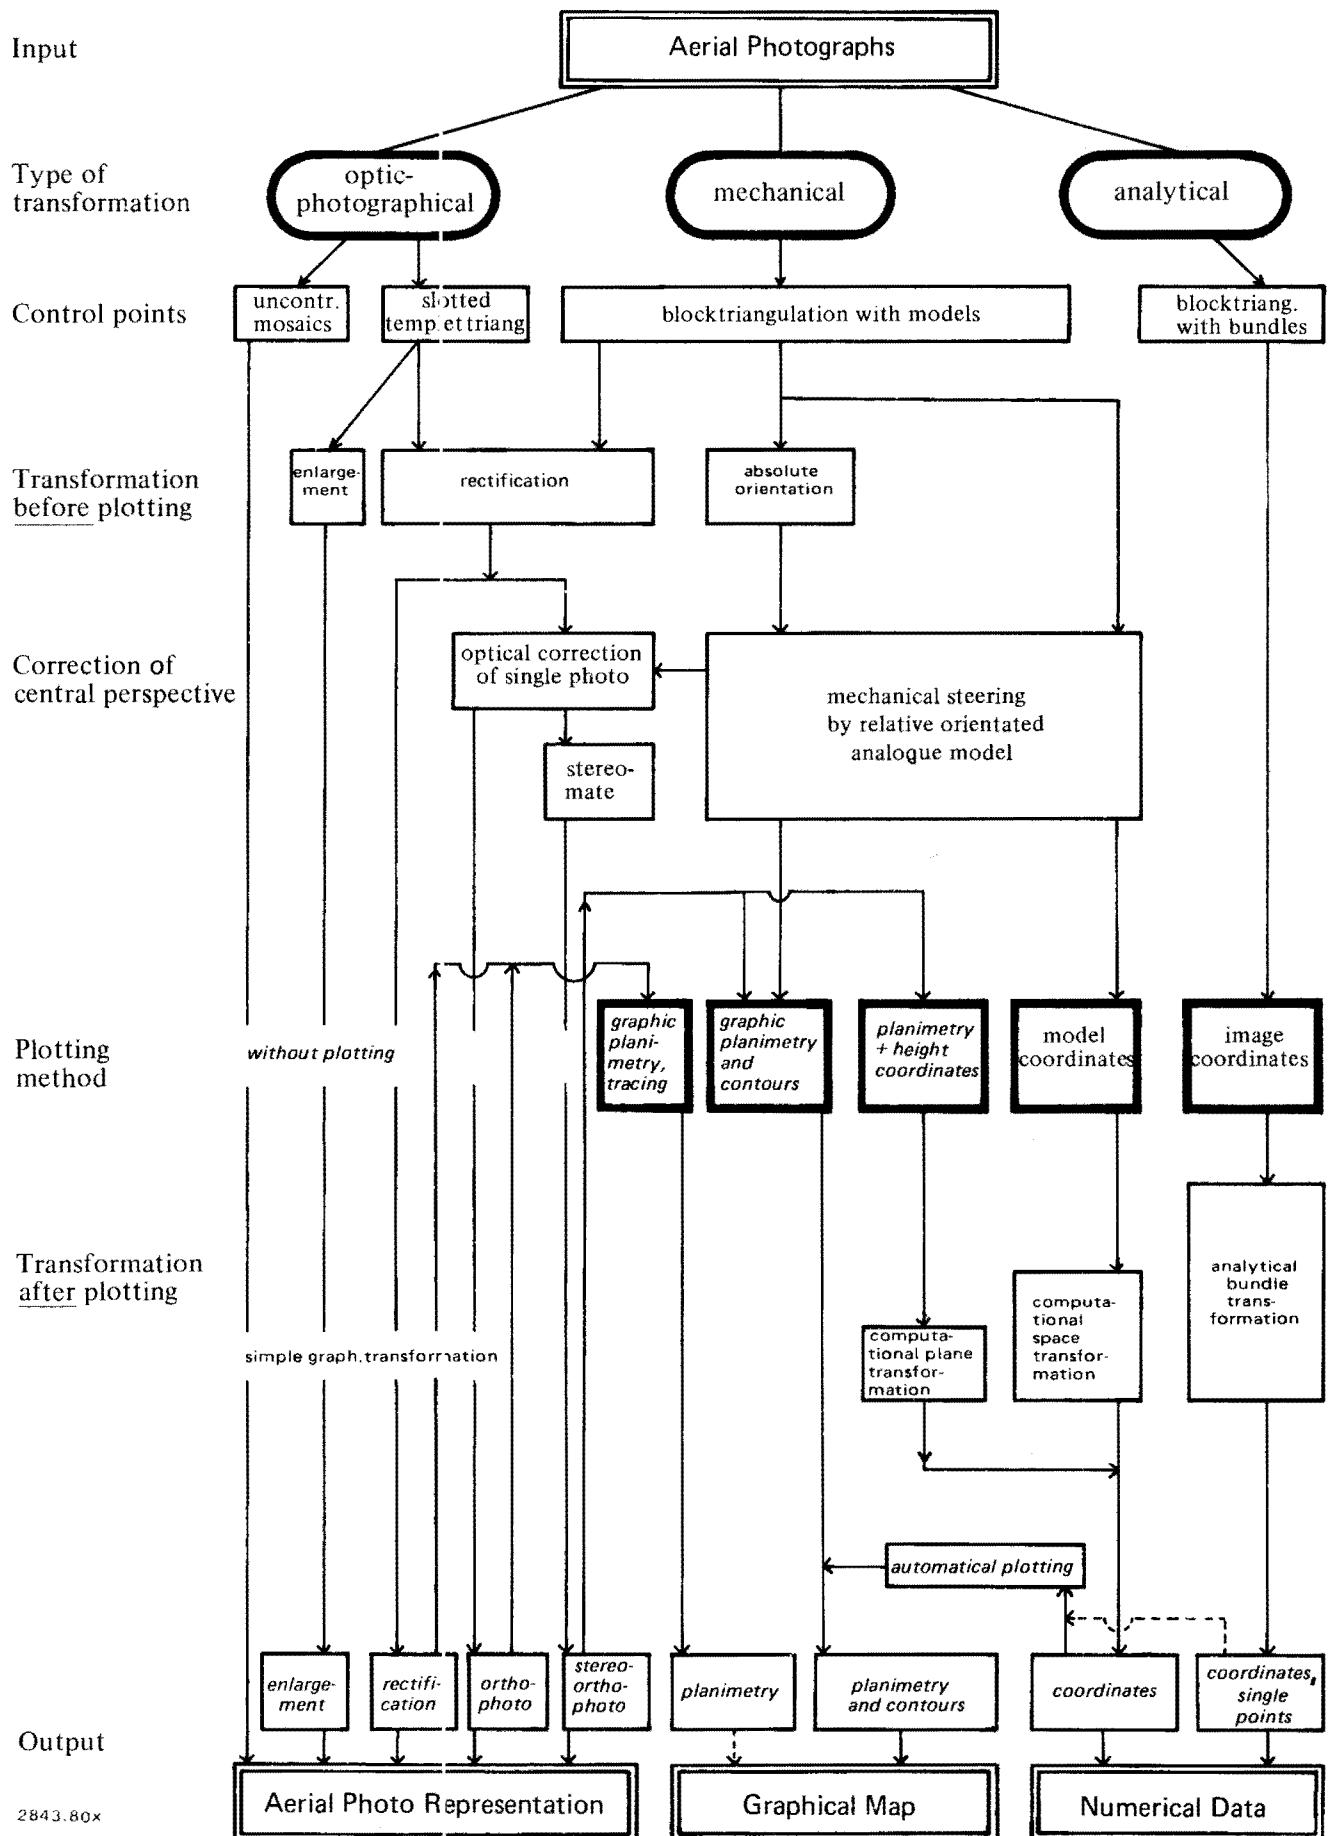 Input
Aerial Photographs
Type of
transformation
optic-
photographical
mechanical
analytical
Control points
uncontr.
mosaics
slotted
templet triang
blocktriangulation with models
blocktriang.
with bundles
Transformation
before plotting
enlarge-
ment
rectification
absolute
orientation
Correction of
central perspective
optical correction
of single photo
mechanical steering
by relative orientated
analogue model
stereo-
mate
Plotting
method
without plotting
graphic
plani-
metry,
tracing
graphic
planimetry
and
contours
planimetry
+ height
coordinates
model
coordinates
image
coordinates
Transformation
after plotting
simple graph. transformation
computa-
tional plane
transfor-
mation
computa-
tional
space
transfor-
mation
analytical
bundle
trans-
formation
automatical plotting
Output
enlarge-
ment
rectifi-
cation
ortho-
photo
stereo-
ortho-
photo
planimetry
planimetry
and contours
coordinates
coordinates,
single
points
Aerial Photo Representation
Graphical Map
Numerical Data
2843.80x